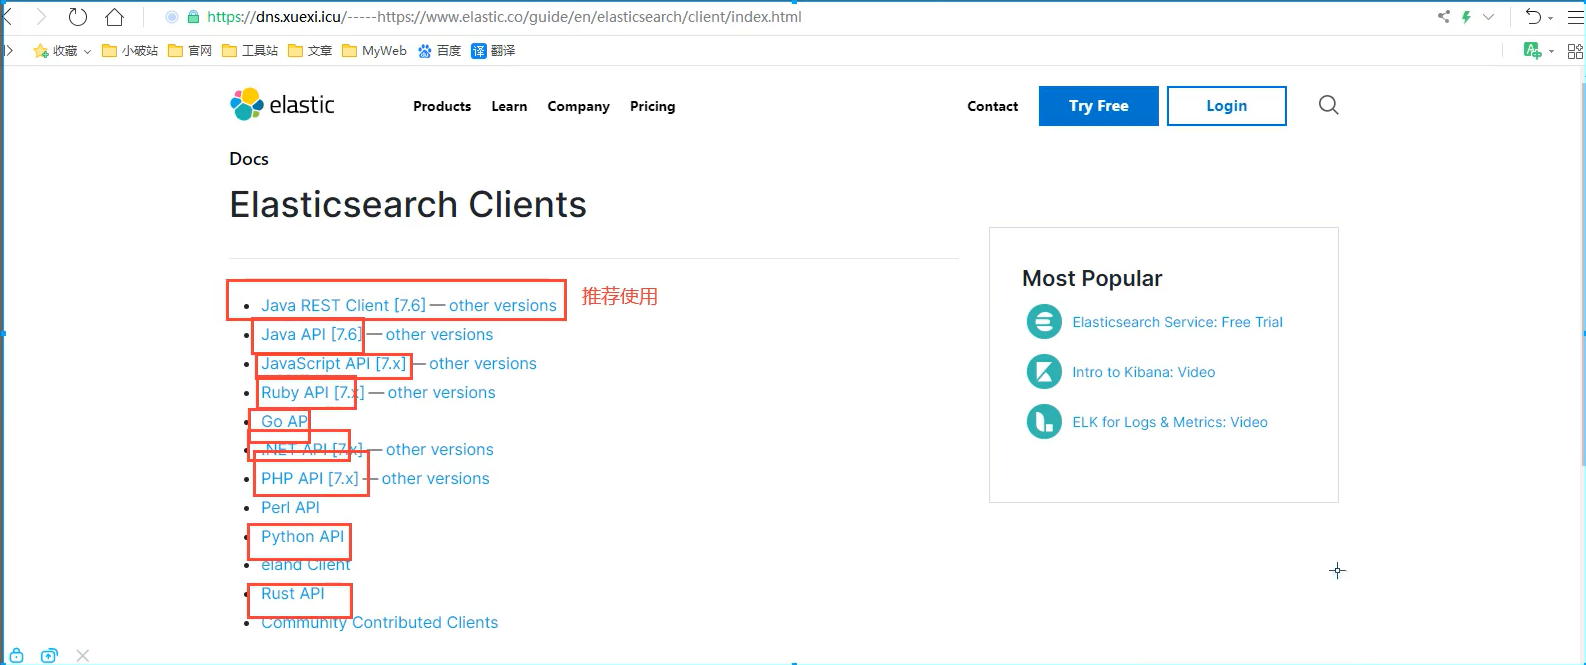 https://dns.xuexi.icu/-----https://www.elastic.co/guide/en/elasticsearch/client/index.html
收藏 小破站 官网 工具站 文章 MyWeb 百度 译 翻译
elastic Products Learn Company Pricing Contact Try Free Login
Docs
Elasticsearch Clients
Java REST Client [7.6] — other versions 推荐使用
Java API [7.6] — other versions
JavaScript API [7.x] — other versions
Ruby API [7.x] — other versions
Go AP
.NET API [7.x] — other versions
PHP API [7.x] — other versions
Perl API
Python API
eland Client
Rust API
Community Contributed Clients
Most Popular
Elasticsearch Service: Free Trial
Intro to Kibana: Video
ELK for Logs & Metrics: Video